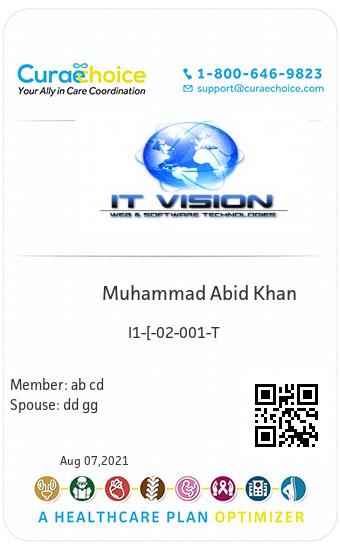 Curaechoice
Your Ally in Care Coordination
1-800-646-9823
support@curaechoice.com
IT VISION
WEB & SOFTWARE TECHNOLOGIES
Muhammad Abid Khan
I1-[-02-001-T
Member: ab cd
Spouse: dd gg
Aug 07,2021
A HEALTHCARE PLAN OPTIMIZER